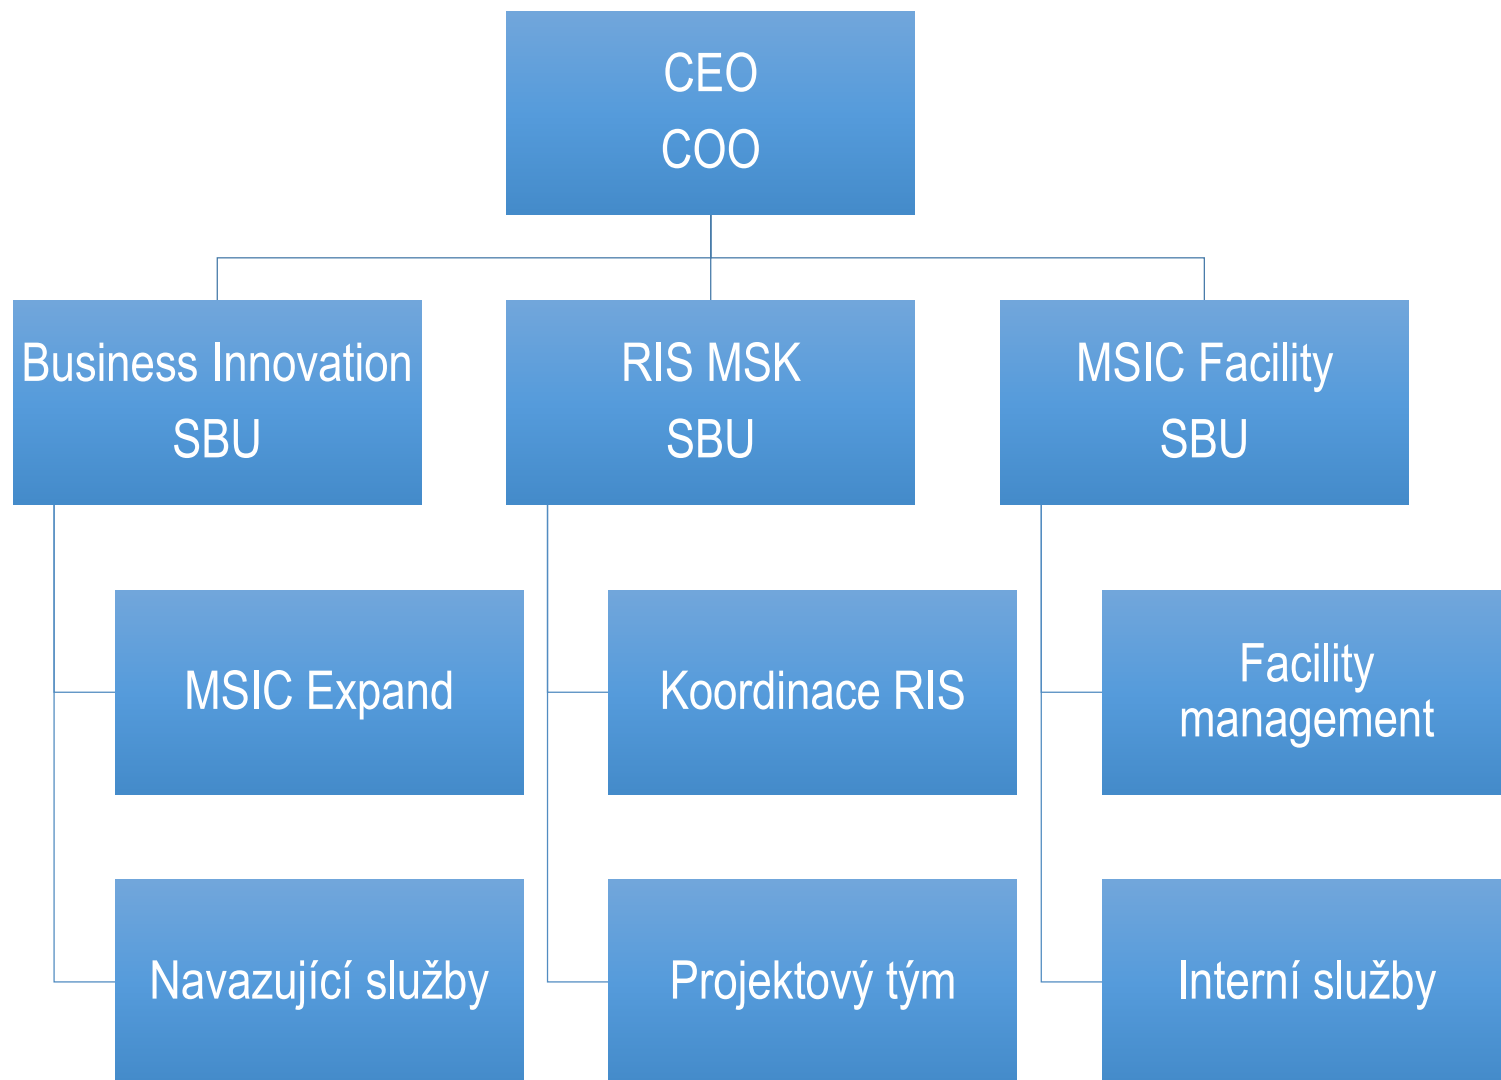 CEO
COO
Business Innovation
SBU
RIS MSK
SBU
MSIC Facility
SBU
MSIC Expand
Koordinace RIS
Facility
management
Navazující služby
Projektový tým
Interní služby